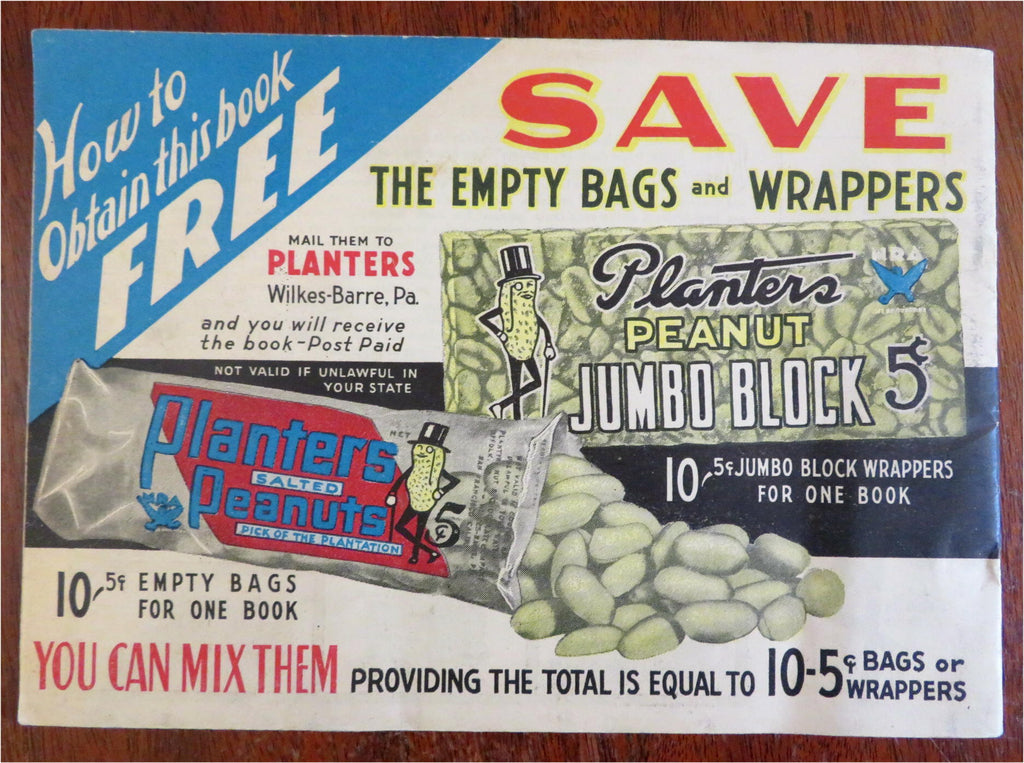 How to
Obtain this book
FREE
SAVE
THE EMPTY BAGS and WRAPPERS
MAIL THEM TO
PLANTERS
Wilkes-Barre, Pa.
and you will receive
the book-Post Paid
NOT VALID IF UNLAWFUL IN
YOUR STATE
Planters
PEANUT
JUMBO BLOCK 5¢
NRA
10-5¢ JUMBO BLOCK WRAPPERS
FOR ONE BOOK
Planters
SALTED
Peanuts
PICK OF THE PLANTATION
NRA
NET
5¢
10-5¢ EMPTY BAGS
FOR ONE BOOK
YOU CAN MIX THEM PROVIDING THE TOTAL IS EQUAL TO 10-5¢ BAGS or
WRAPPERS